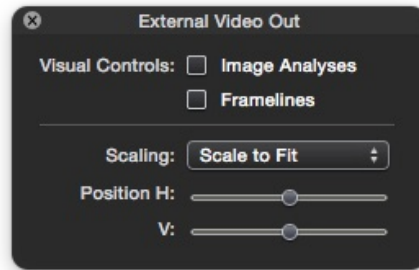 External Video Out
Visual Controls: Image Analyses
Framelines
Scaling: Scale to Fit
Position H:
V: